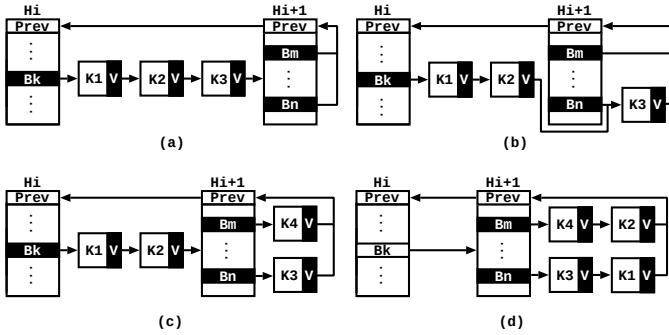 Hi Hi+1
Prev Prev
Bm
Bk K1 V K2 V K3 V
Bn
(a)
Hi Hi+1
Prev Prev
Bm
Bk K1 V K2 V
Bn K3 V
(b)
Hi Hi+1
Prev Prev
Bm K4 V
Bk K1 V K2 V
Bn K3 V
(c)
Hi Hi+1
Prev Prev
Bm K4 V K2 V
Bk
Bn K3 V K1 V
(d)